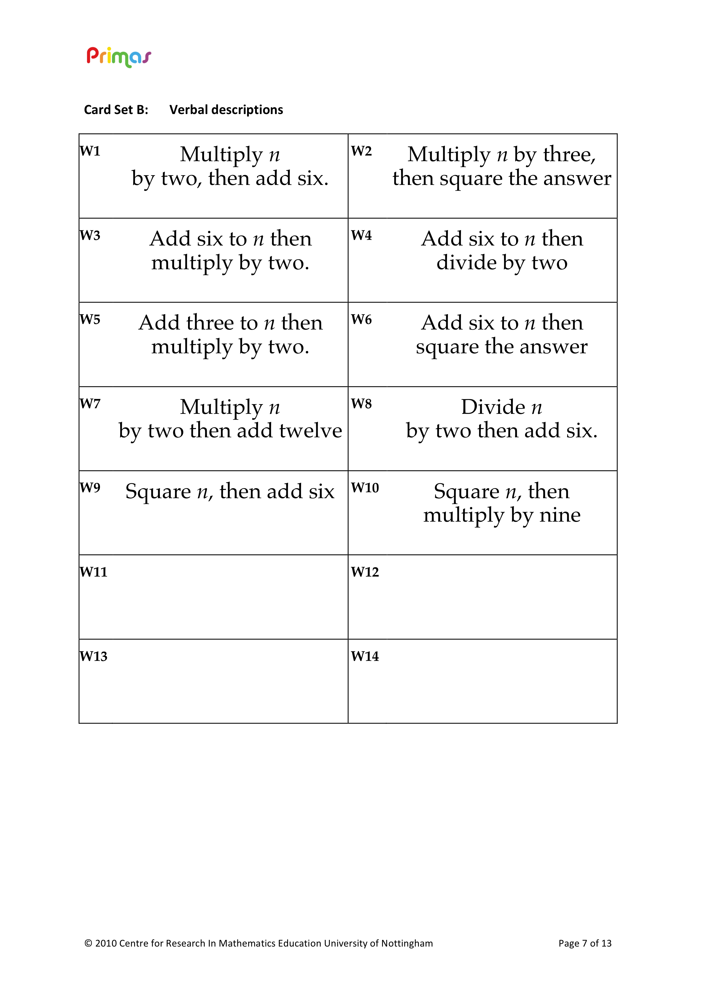 Primas
Card Set B: Verbal descriptions
W1 Multiply n
by two, then add six.
W2 Multiply n by three,
then square the answer
W3 Add six to n then
multiply by two.
W4 Add six to n then
divide by two
W5 Add three to n then
multiply by two.
W6 Add six to n then
square the answer
W7 Multiply n
by two then add twelve
W8 Divide n
by two then add six.
W9 Square n, then add six
W10 Square n, then
multiply by nine
W11
W12
W13
W14
© 2010 Centre for Research In Mathematics Education University of Nottingham Page 7 of 13